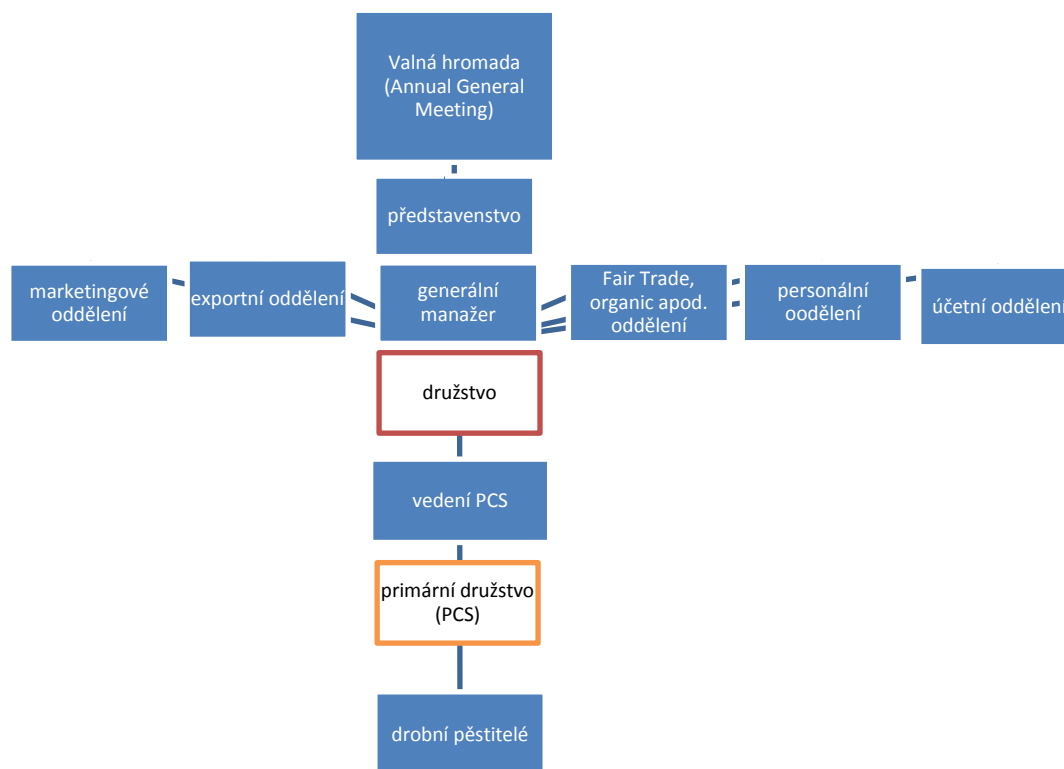 Valná hromada
(Annual General
Meeting)
představenstvo
marketingové
oddělení
exportní oddělení
generální
manažer
Fair Trade,
organic apod.
oddělení
personální
oodělení
účetní oddělení
družstvo
vedení PCS
primární družstvo
(PCS)
drobní pěstitelé